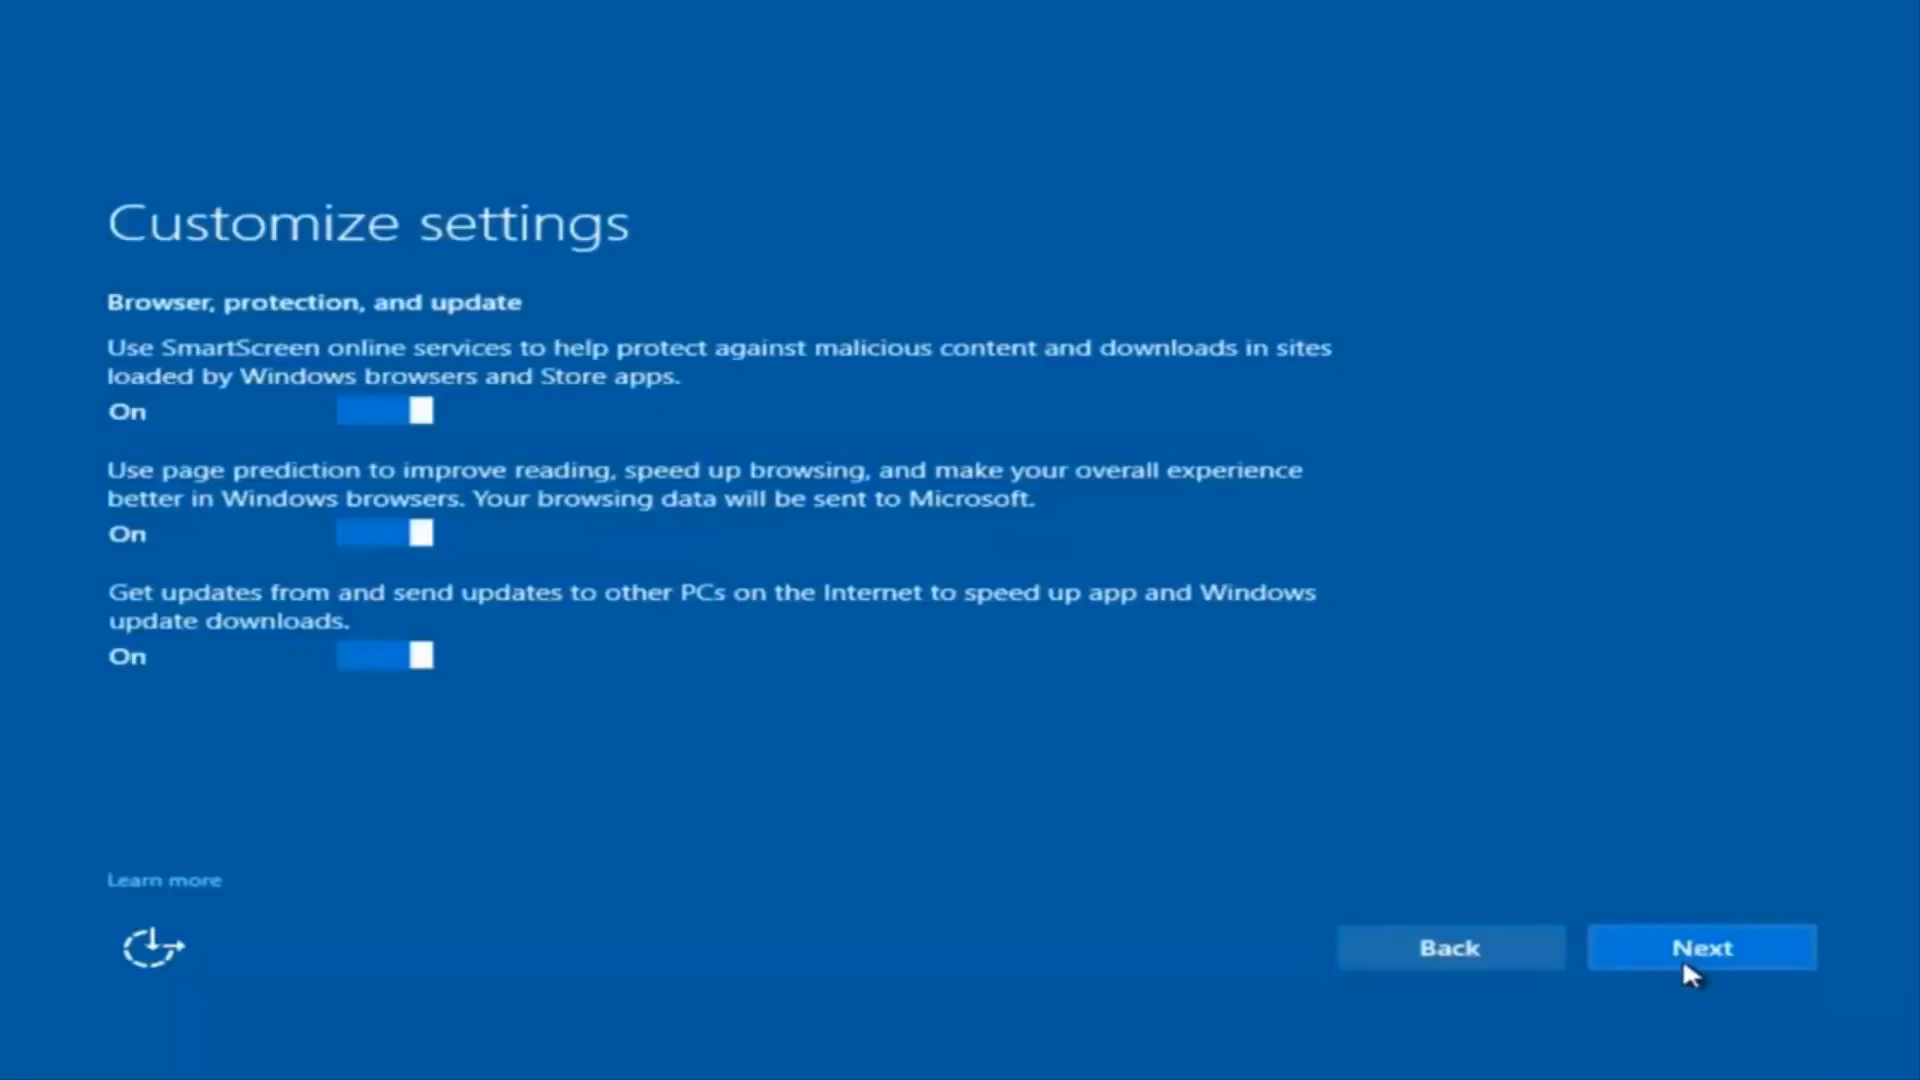 Customize settings
Browser, protection, and update
Use SmartScreen online services to help protect against malicious content and downloads in sites
loaded by Windows browsers and Store apps.
On
Use page prediction to improve reading, speed up browsing, and make your overall experience
better in Windows browsers. Your browsing data will be sent to Microsoft.
On
Get updates from and send updates to other PCs on the Internet to speed up app and Windows
update downloads.
On
Learn more
Back
Next